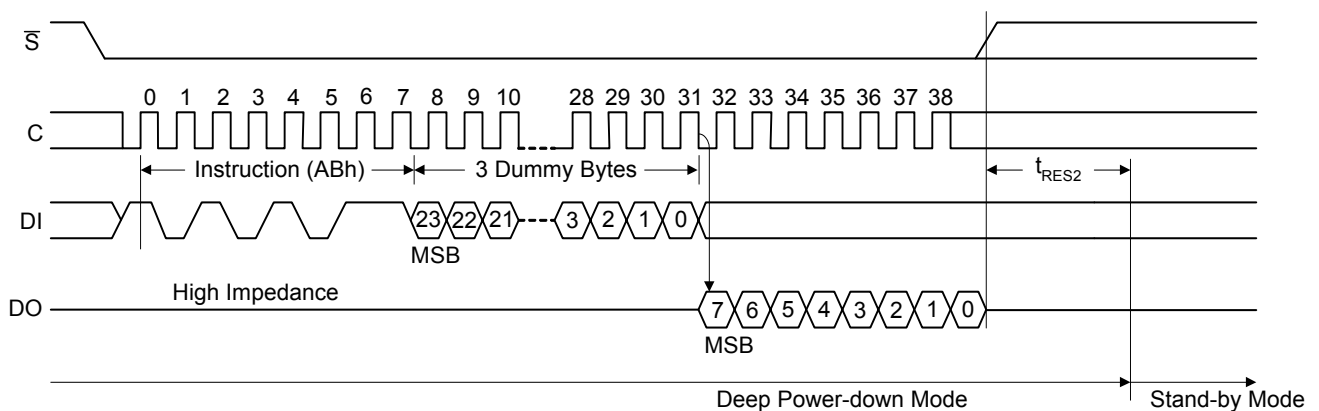 S̅
0 1 2 3 4 5 6 7 8 9 10 28 29 30 31 32 33 34 35 36 37 38
C
Instruction (ABh) 3 Dummy Bytes tRES2
DI 23 22 21 3 2 1 0
MSB
High Impedance
DO 7 6 5 4 3 2 1 0
MSB
Deep Power-down Mode Stand-by Mode